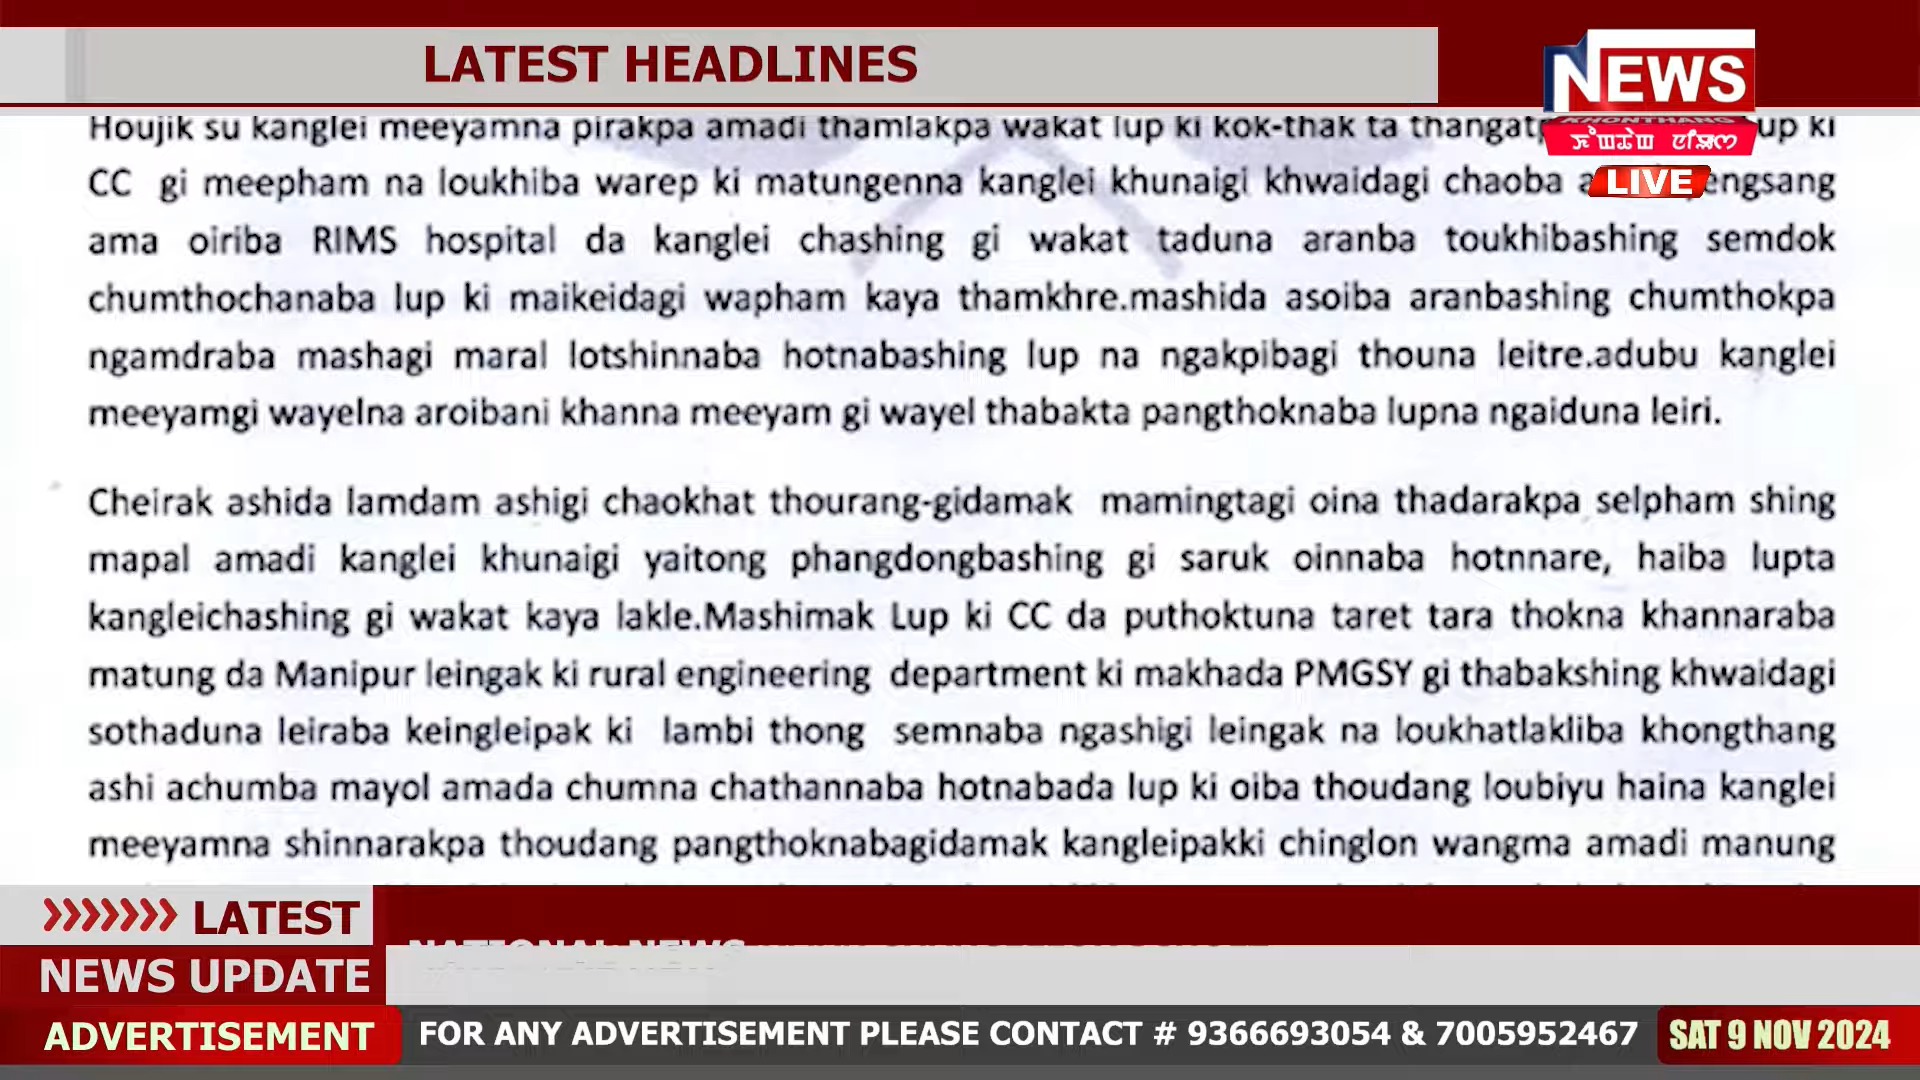 LATEST HEADLINES
NEWS
KHONTHANG
LIVE
Houjik su kanglei meeyamna pirakpa amadi thamlakpa wakat lup ki kok-thak ta up ki
CC gi meepham na loukhiba warep ki matungenna kanglei khunaigi khwaidagi chaoba engsang
ama oiriba RIMS hospital da kanglei chashing gi wakat taduna aranba toukhibashing semdok
chumthochanaba lup ki maikeidagi wapham kaya thamkhre.mashida asoiba aranbashing chumthokpa
ngamdraba mashagi maral lotshinnaba hotnabashing lup na ngakpibagi thouna leitre.adubu kanglei
meeyamgi wayelna aroibani khanna meeyam gi wayel thabakta pangthoknaba lupna ngaiduna leiri.
Cheirak ashida lamdam ashigi chaokhat thourang-gidamak mamingtagi oina thadarakpa selpham shing
mapal amadi kanglei khunaigi yaitong phangdongbashing gi saruk oinnaba hotnnare, haiba lupta
kangleichashing gi wakat kaya lakle.Mashimak Lup ki CC da puthoktuna taret tara thokna khannaraba
matung da Manipur leingak ki rural engineering department ki makhada PMGSY gi thabakshing khwaidagi
sothaduna leiraba keingleipak ki lambi thong semnaba ngashigi leingak na loukhatlakliba khongthang
ashi achumba mayol amada chumna chathannaba hotnabada lup ki oiba thoudang loubiyu haina kanglei
meeyamna shinnarakpa thoudang pangthoknabagidamak kangleipakki chinglon wangma amadi manung
LATEST
NEWS UPDATE
ADVERTISEMENT
FOR ANY ADVERTISEMENT PLEASE CONTACT # 9366693054 & 7005952467
SAT 9 NOV 2024